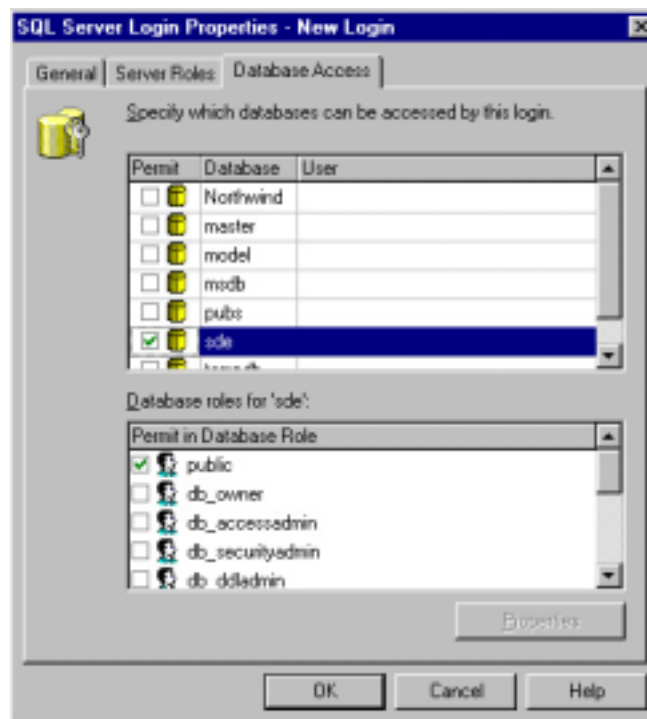 SQL Server Login Properties - New Login
General Server Roles Database Access
Specify which databases can be accessed by this login.
Permit Database User
Northwind
master
model
msdb
pubs
sde
Database roles for 'sde':
Permit in Database Role
public
db_owner
db_accessadmin
db_securityadmin
db_ddladmin
Properties
OK Cancel Help